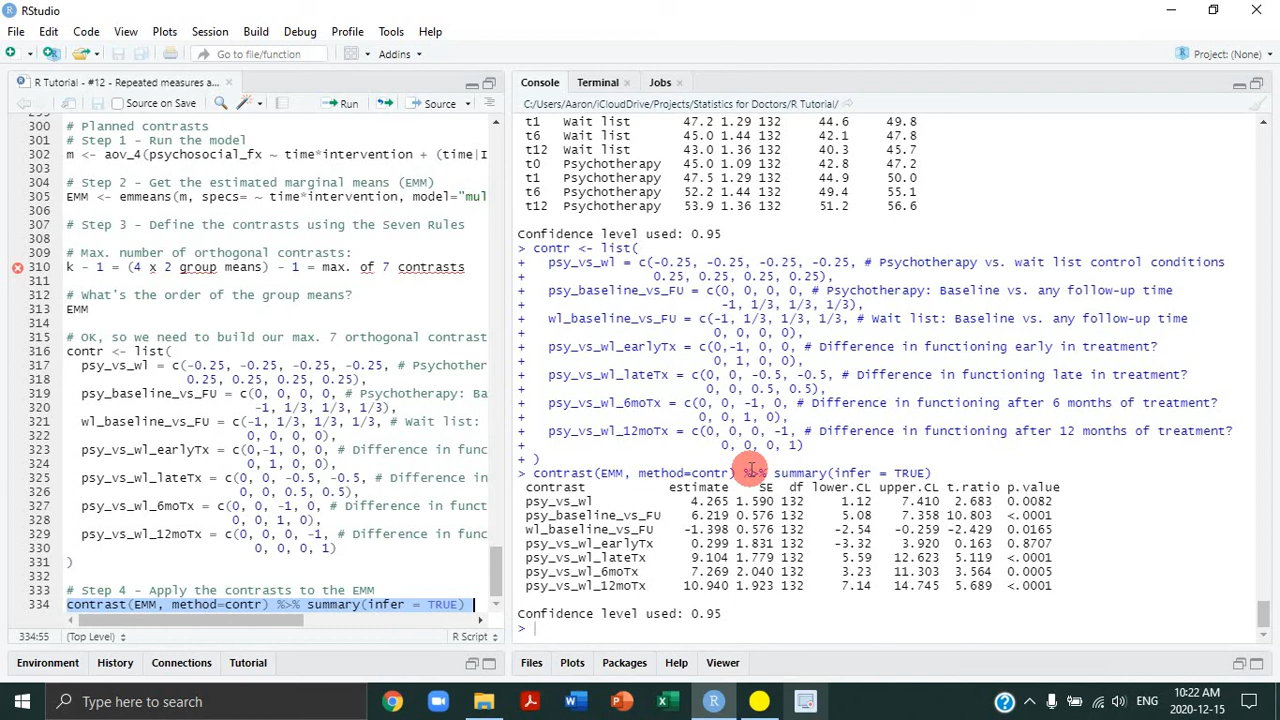 RStudio
File Edit Code View Plots Session Build Debug Profile Tools Help
Go to file/function Addins Project: (None)
R Tutorial - #12 - Repeated measures a...
Source on Save Run Source
300 # Planned contrasts
301 # Step 1 - Run the model
302 m <- aov_4(psychosocial_fx ~ time*intervention + (time|I
303
304 # Step 2 - Get the estimated marginal means (EMM)
305 EMM <- emmeans(m, specs= ~ time*intervention, model="mul
306
307 # Step 3 - Define the contrasts using the Seven Rules
308
309 # Max. number of orthogonal contrasts:
310 k - 1 = (4 x 2 group means) - 1 = max. of 7 contrasts
311
312 # What's the order of the group means?
313 EMM
314
315 # OK, so we need to build our max. 7 orthogonal contrast
316 contr <- list(
317 psy_vs_wl = c(-0.25, -0.25, -0.25, -0.25, # Psychother
318 0.25, 0.25, 0.25, 0.25),
319 psy_baseline_vs_FU = c(0, 0, 0, 0, # Psychotherapy: Ba
320 -1, 1/3, 1/3, 1/3),
321 wl_baseline_vs_FU = c(-1, 1/3, 1/3, 1/3, # Wait list:
322 0, 0, 0, 0),
323 psy_vs_wl_earlyTx = c(0,-1, 0, 0, # Difference in func
324 0, 1, 0, 0),
325 psy_vs_wl_lateTx = c(0, 0, -0.5, -0.5, # Difference in
326 0, 0, 0.5, 0.5),
327 psy_vs_wl_6moTx = c(0, 0, -1, 0, # Difference in funct
328 0, 0, 1, 0),
329 psy_vs_wl_12moTx = c(0, 0, 0, -1, # Difference in func
330 0, 0, 0, 1)
331 )
332
333 # Step 4 - Apply the contrasts to the EMM
334 contrast(EMM, method=contr) %>% summary(infer = TRUE)
334:55 (Top Level) R Script
Environment History Connections Tutorial
Console Terminal Jobs
C:/Users/Aaron/iCloudDrive/Projects/Statistics for Doctors/R Tutorial/
t1 Wait list 47.2 1.29 132 44.6 49.8
t6 Wait list 45.0 1.44 132 42.1 47.8
t12 Wait list 43.0 1.36 132 40.3 45.7
t0 Psychotherapy 45.0 1.09 132 42.8 47.2
t1 Psychotherapy 47.5 1.29 132 44.9 50.0
t6 Psychotherapy 52.2 1.44 132 49.4 55.1
t12 Psychotherapy 53.9 1.36 132 51.2 56.6
Confidence level used: 0.95
> contr <- list(
+ psy_vs_wl = c(-0.25, -0.25, -0.25, -0.25, # Psychotherapy vs. wait list control conditions
+ 0.25, 0.25, 0.25, 0.25),
+ psy_baseline_vs_FU = c(0, 0, 0, 0, # Psychotherapy: Baseline vs. any follow-up time
+ -1, 1/3, 1/3, 1/3),
+ wl_baseline_vs_FU = c(-1, 1/3, 1/3, 1/3, # Wait list: Baseline vs. any follow-up time
+ 0, 0, 0, 0),
+ psy_vs_wl_earlyTx = c(0,-1, 0, 0, # Difference in functioning early in treatment?
+ 0, 1, 0, 0),
+ psy_vs_wl_lateTx = c(0, 0, -0.5, -0.5, # Difference in functioning late in treatment?
+ 0, 0, 0.5, 0.5),
+ psy_vs_wl_6moTx = c(0, 0, -1, 0, # Difference in functioning after 6 months of treatment?
+ 0, 0, 1, 0),
+ psy_vs_wl_12moTx = c(0, 0, 0, -1, # Difference in functioning after 12 months of treatment?
+ 0, 0, 0, 1)
+ )
> contrast(EMM, method=contr) %>% summary(infer = TRUE)
contrast estimate SE df lower.CL upper.CL t.ratio p.value
psy_vs_wl 4.265 1.590 132 1.12 7.410 2.683 0.0082
psy_baseline_vs_FU 6.219 0.576 132 5.08 7.358 10.803 <.0001
wl_baseline_vs_FU -1.398 0.576 132 -2.54 -0.259 -2.429 0.0165
psy_vs_wl_earlyTx 0.299 1.831 132 -3.32 3.920 0.163 0.8707
psy_vs_wl_lateTx 9.104 1.779 132 5.59 12.623 5.119 <.0001
psy_vs_wl_6moTx 7.269 2.040 132 3.23 11.303 3.564 0.0005
psy_vs_wl_12moTx 10.940 1.923 132 7.14 14.745 5.689 <.0001
Confidence level used: 0.95
>
Files Plots Packages Help Viewer
Type here to search
ENG
10:22 AM
2020-12-15